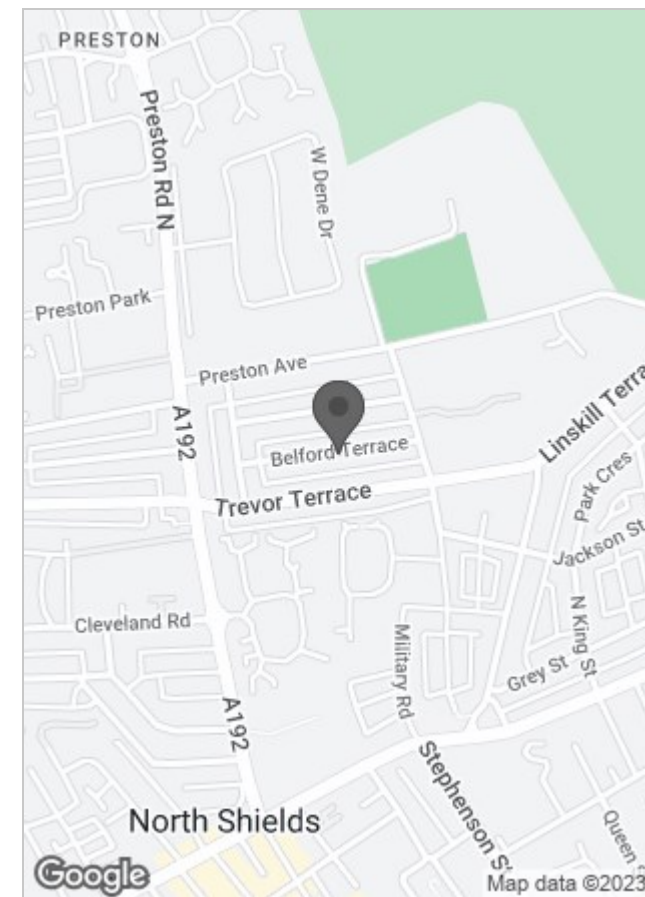 PRESTON
Preston Rd N
W Dene Dr
Preston Park
Preston Ave
A192
Belford Terrace
Linskill Terra
Trevor Terrace
Park Cres
Jackson St
Cleveland Rd
N King St
Military Rd
Grey St
A192
Stephenson S
North Shields
Queen S
Google
Map data ©2023